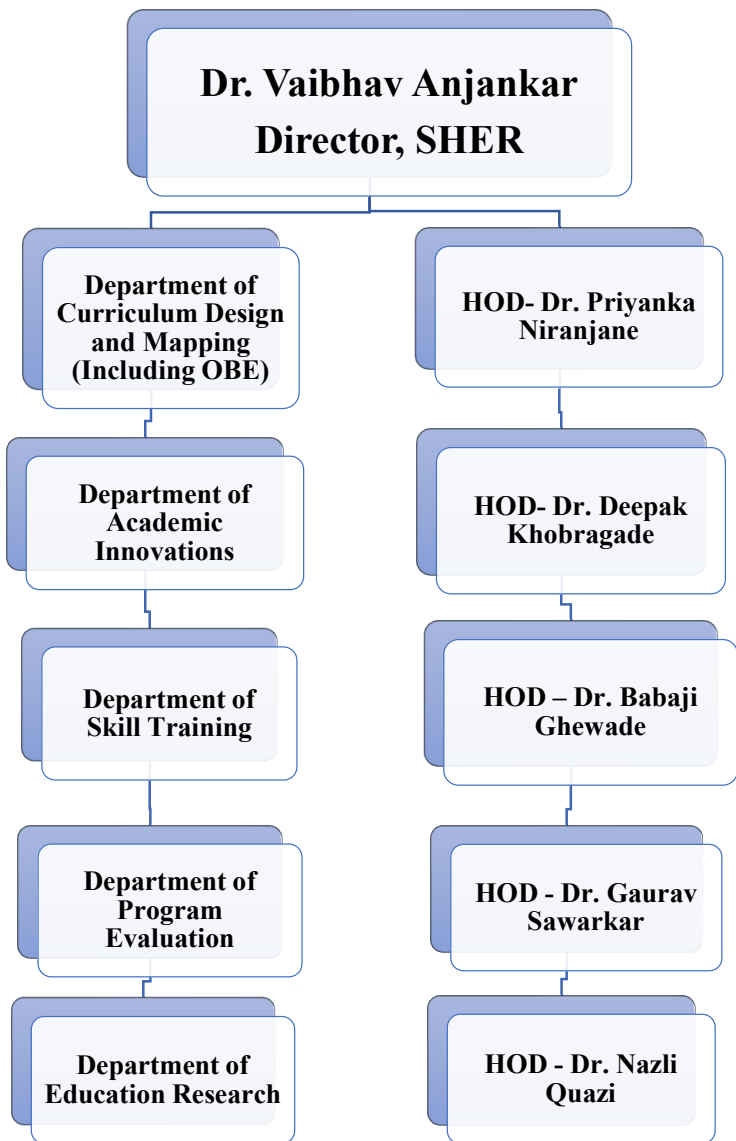 Dr. Vaibhav Anjankar
Director, SHER
Department of
Curriculum Design
and Mapping
(Including OBE)
HOD- Dr. Priyanka
Niranjane
Department of
Academic
Innovations
HOD- Dr. Deepak
Khobragade
Department of
Skill Training
HOD – Dr. Babaji
Ghewade
Department of
Program
Evaluation
HOD - Dr. Gaurav
Sawarkar
Department of
Education Research
HOD - Dr. Nazli
Quazi